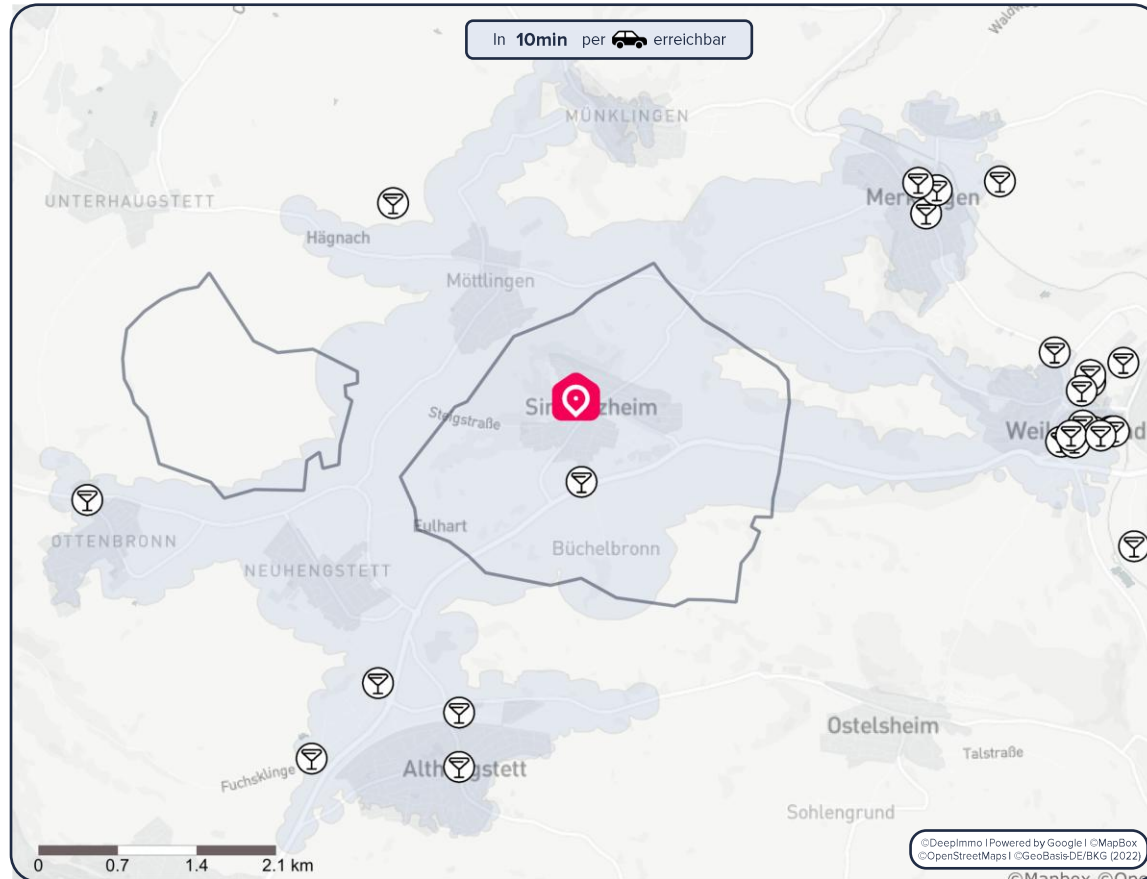 In 10min per erreichbar
MÜNKLINGEN
UNTERHAUGSTETT
Hägnach
Möttlingen
Steigstraße
OTTENBRONN
Eulhart
Büchelbronn
NEUHENGSTETT
Ostelsheim
Talstraße
Fuchsklinge
Sohlengrund
0 0.7 1.4 2.1 km
©DeepImmo | Powered by Google | ©MapBox
©OpenStreetMaps | ©GeoBasis-DE/BKG (2022)